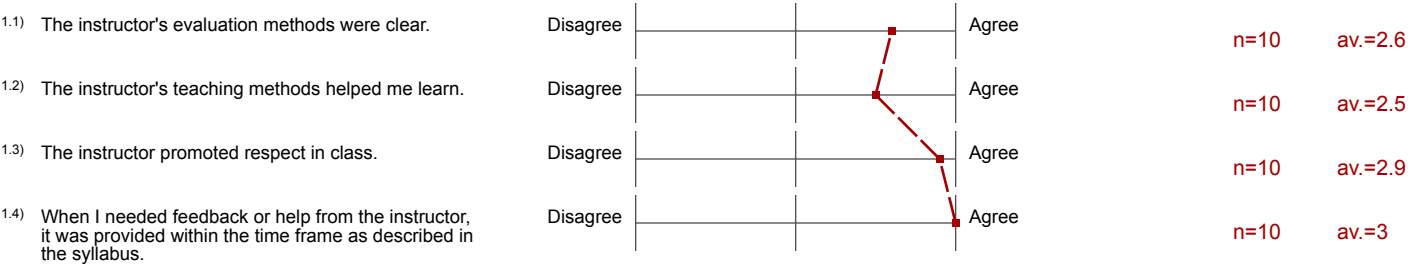 1.1) The instructor's evaluation methods were clear. Disagree Agree n=10 av.=2.6
1.2) The instructor's teaching methods helped me learn. Disagree Agree n=10 av.=2.5
1.3) The instructor promoted respect in class. Disagree Agree n=10 av.=2.9
1.4) When I needed feedback or help from the instructor, Disagree Agree n=10 av.=3
it was provided within the time frame as described in
the syllabus.